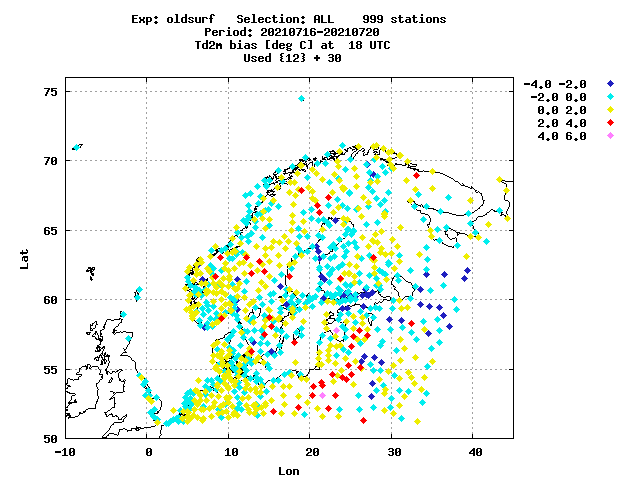 Exp: oldsurf   Selection: ALL    999 stations
Period: 20210716-20210720
Td2m bias [deg C] at  18 UTC
Used {12} + 30
-4.0 -2.0
-2.0 0.0
0.0 2.0
2.0 4.0
4.0 6.0
75
70
65
60
55
50
Lat
-10 0 10 20 30 40
Lon